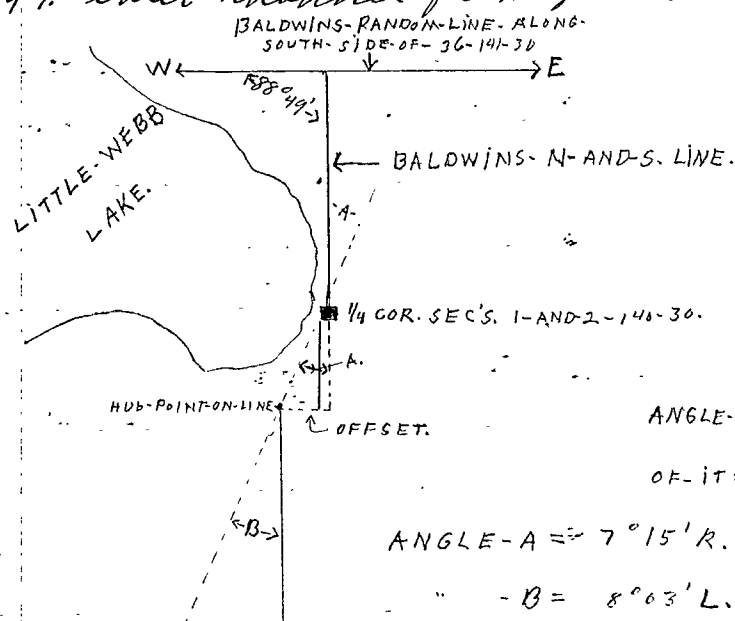 BALDWINS-RANDOM-LINE-ALONG-
SOUTH-SIDE-OF-36-141-30
W E
88°49'
LITTLE-WEBB
LAKE.
BALDWINS-N-AND-S. LINE.
A-
1/4 COR. SEC'S. 1-AND-2-140-30.
A.
HUB-POINT-ON-LINE
OFFSET.
ANGLE-
OF-IT
B
ANGLE-A = 7°15'R.
" -B = 8°03'L.